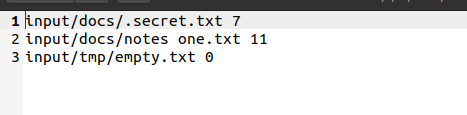 1 input/docs/.secret.txt 7
2 input/docs/notes one.txt 11
3 input/tmp/empty.txt 0